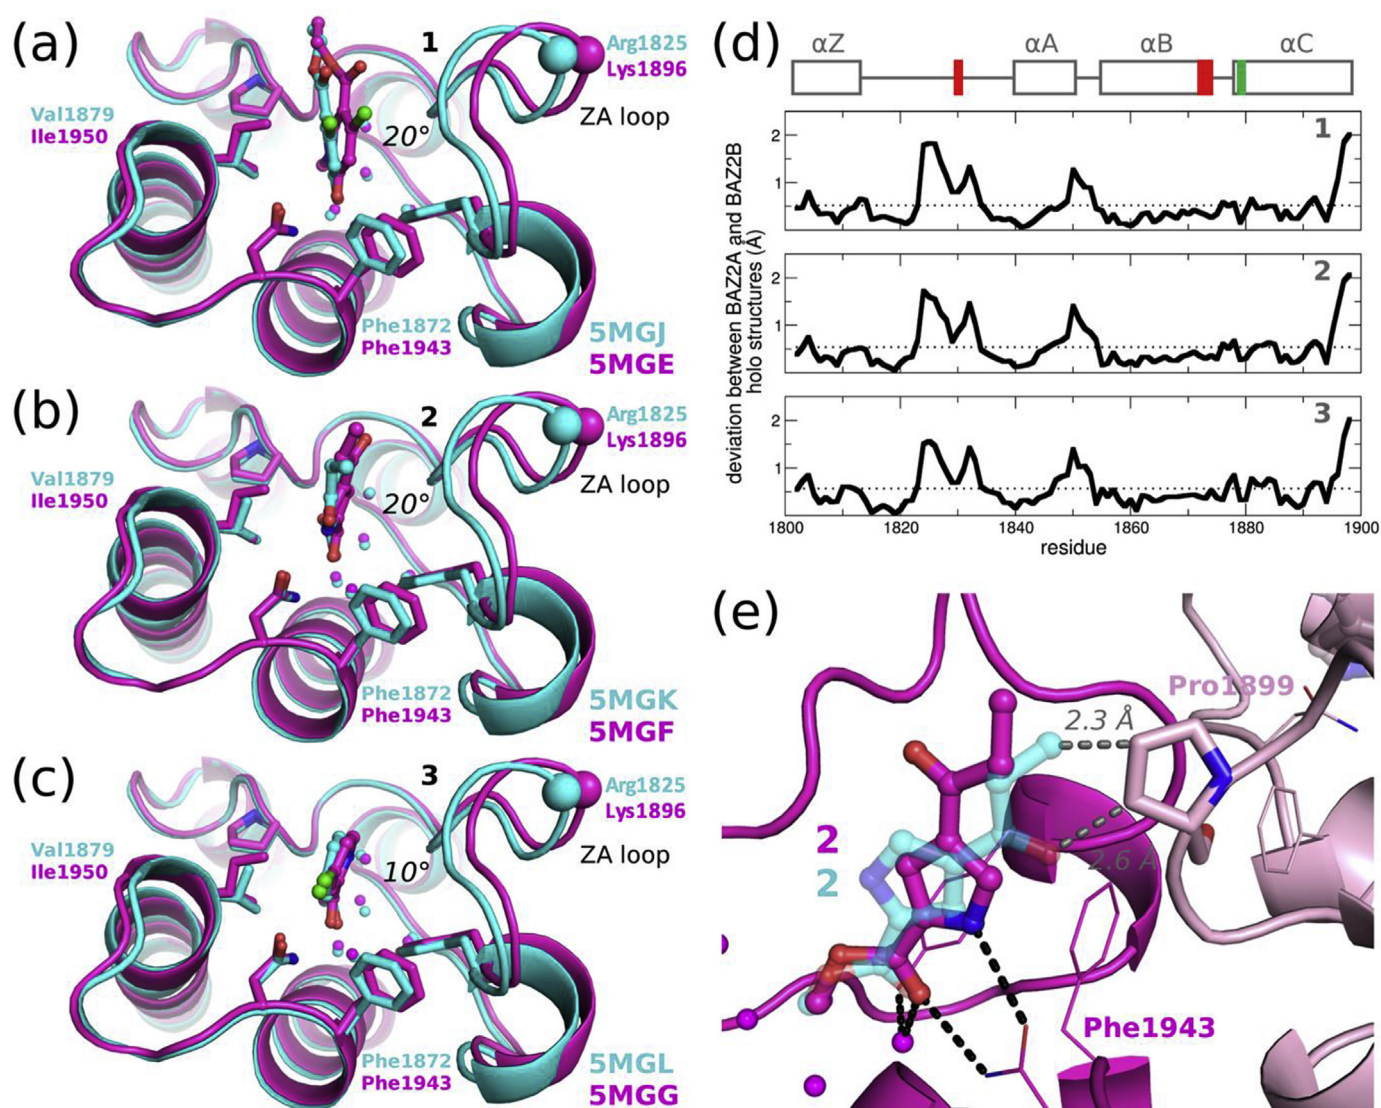 (a)
1
Arg1825
Lys1896
ZA loop
Val1879
Ile1950
20°
Phe1872
Phe1943
5MGJ
5MGE
(b)
2
Arg1825
Lys1896
ZA loop
Val1879
Ile1950
20°
Phe1872
Phe1943
5MGK
5MGF
(c)
3
Arg1825
Lys1896
ZA loop
Val1879
Ile1950
10°
Phe1872
Phe1943
5MGL
5MGG
(d)
αZ αA αB αC
deviation between BAZ2A and BAZ2B
holo structures (Å)
2
1
1
2
1
2
2
1
3
1800 1820 1840 1860 1880 1900
residue
(e)
Pro1899
2.3 Å
2.6 Å
2
2
Phe1943